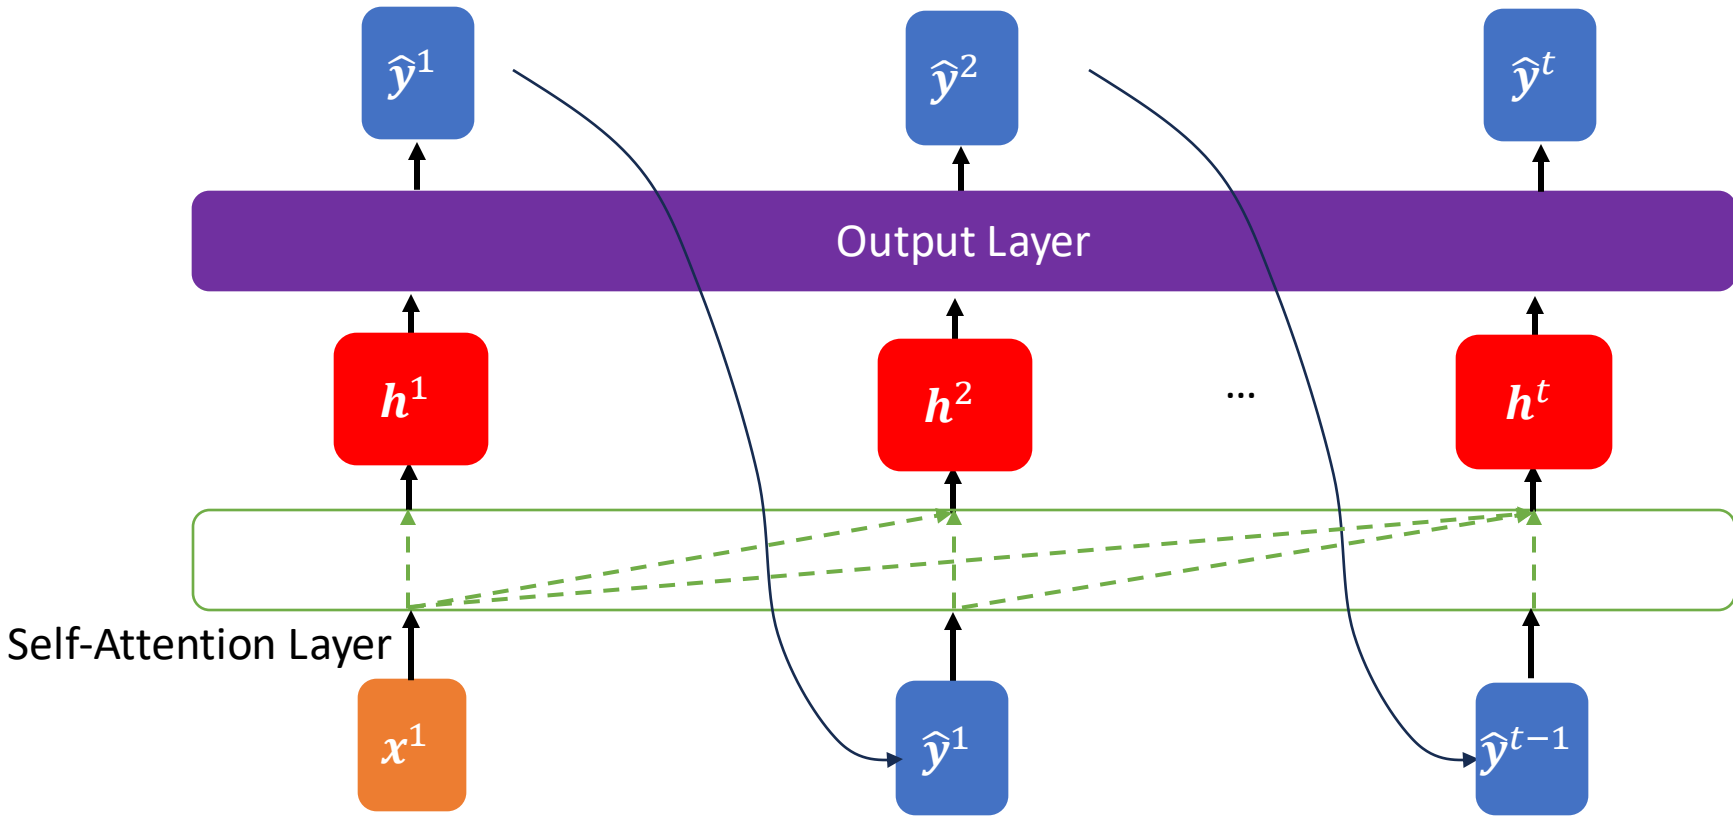 ŷ¹ ŷ² ŷᵗ
Output Layer
h¹ h² ... hᵗ
Self-Attention Layer
x¹ ŷ¹ ŷᵗ⁻¹